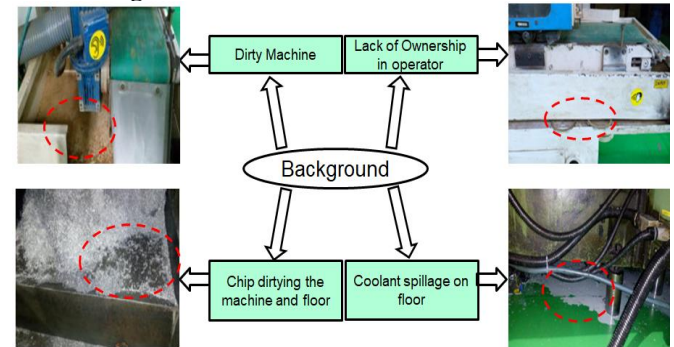 Dirty Machine
Lack of Ownership
in operator
Background
Chip dirtying the
machine and floor
Coolant spillage on
floor